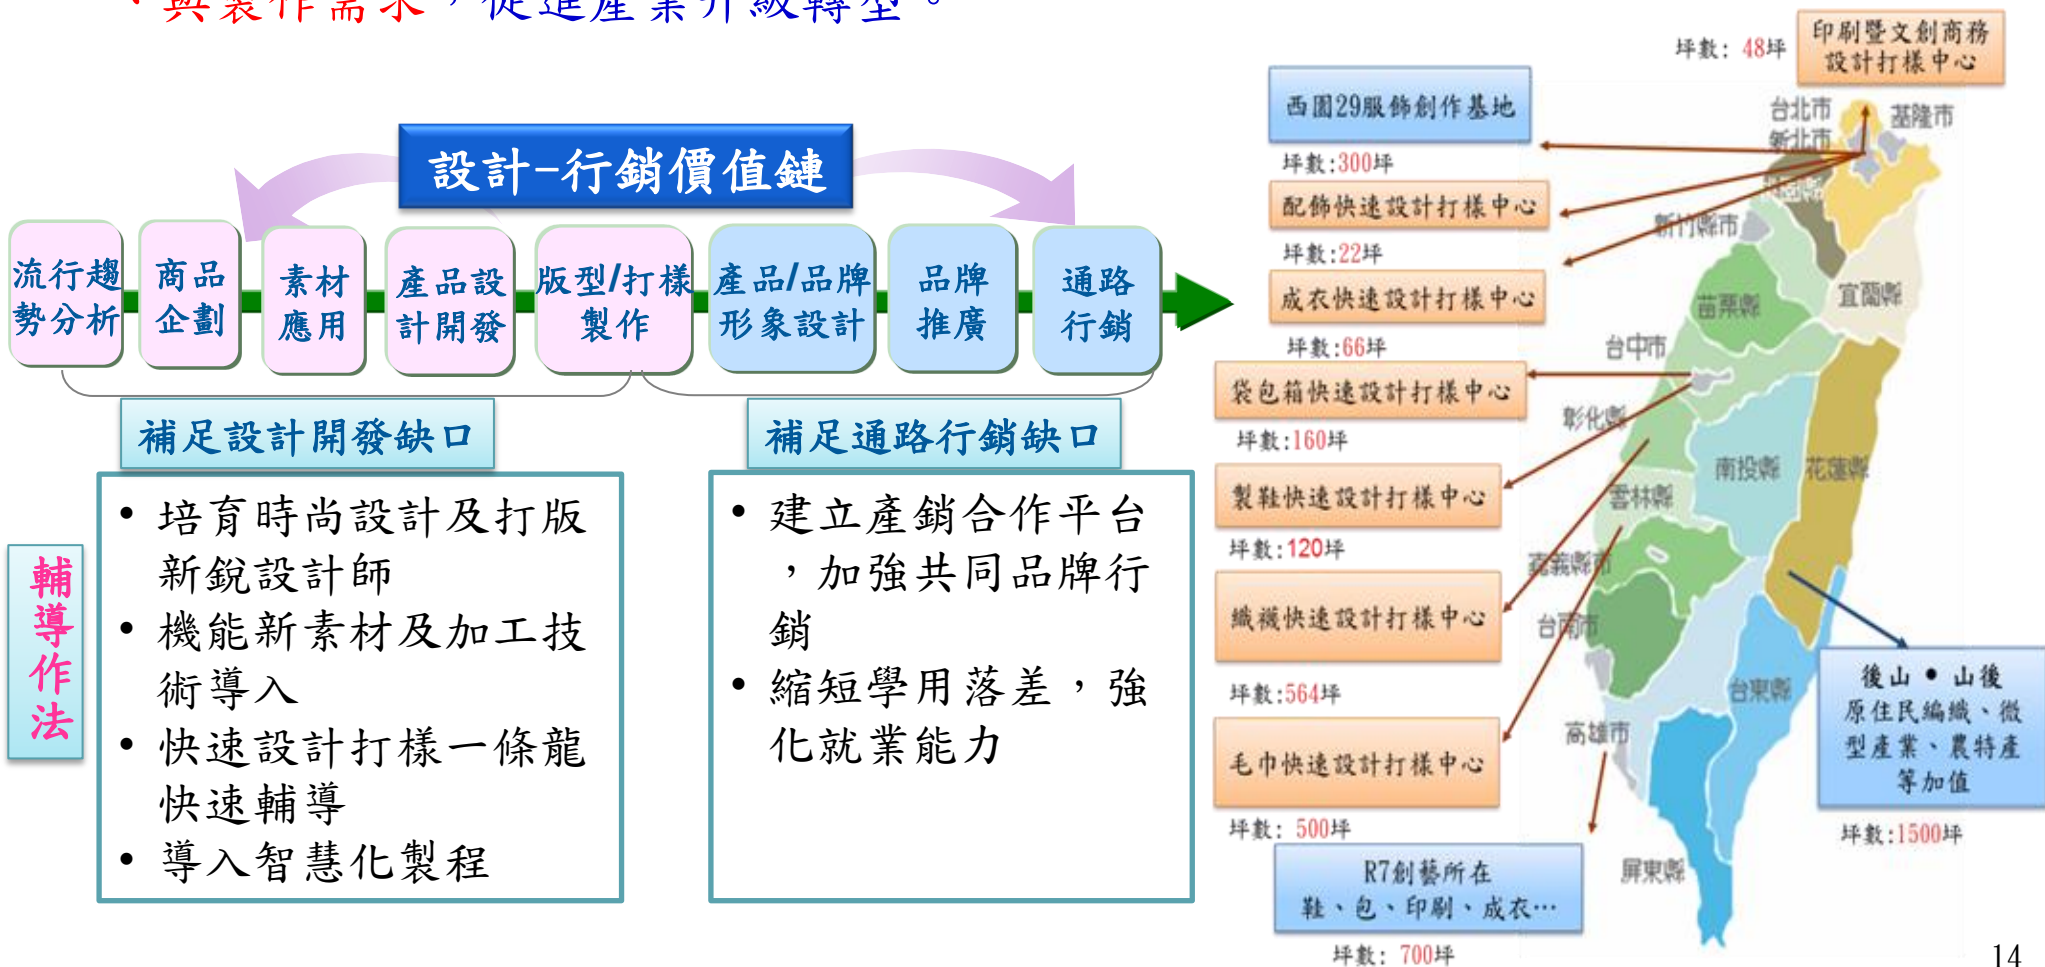 、與製作需求，促進產業升級轉型。
設計-行銷價值鏈
流行趨
勢分析
商品
企劃
素材
應用
產品設
計開發
版型/打樣
製作
產品/品牌
形象設計
品牌
推廣
通路
行銷
補足設計開發缺口
補足通路行銷缺口
輔導作法
• 培育時尚設計及打版
新銳設計師
• 機能新素材及加工技
術導入
• 快速設計打樣一條龍
快速輔導
• 導入智慧化製程
• 建立產銷合作平台
，加強共同品牌行
銷
• 縮短學用落差，強
化就業能力
坪數: 48坪
印刷暨文創商務
設計打樣中心
西園29服飾創作基地
坪數:300坪
配飾快速設計打樣中心
坪數:22坪
成衣快速設計打樣中心
坪數:66坪
袋包箱快速設計打樣中心
坪數:160坪
製鞋快速設計打樣中心
坪數:120坪
織襪快速設計打樣中心
坪數:564坪
毛巾快速設計打樣中心
坪數: 500坪
R7創藝所在
鞋、包、印刷、成衣…
坪數: 700坪
台北市
基隆市
新北市
新竹縣市
苗栗縣
宜蘭縣
台中市
彰化縣
南投縣
花蓮縣
雲林縣
嘉義縣市
台南市
台東縣
高雄市
屏東縣
後山 • 山後
原住民編織、微
型產業、農特產
等加值
坪數:1500坪
14